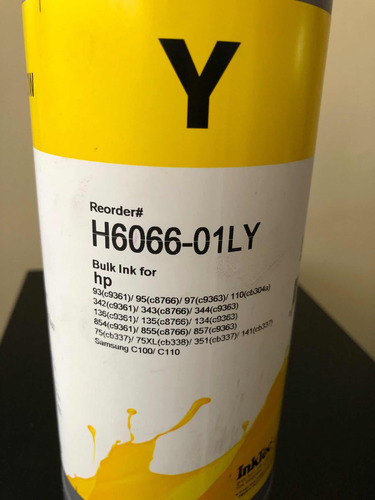 Y
Reorder#
H6066-01LY
Bulk Ink for
hp
93(c9361)/ 95(c8766)/ 97(c9363)/ 110(cb304a)
342(c9361)/ 343(c8766)/ 344(c9363)
136(c9361)/ 135(c8766)/ 134(c9363)
854(c9361)/ 855(c8766)/ 857(c9363)
75(cb337)/ 75XL(cb338)/ 351(cb337)/ 141(cb337)
Samsung C100/ C110
InkTec